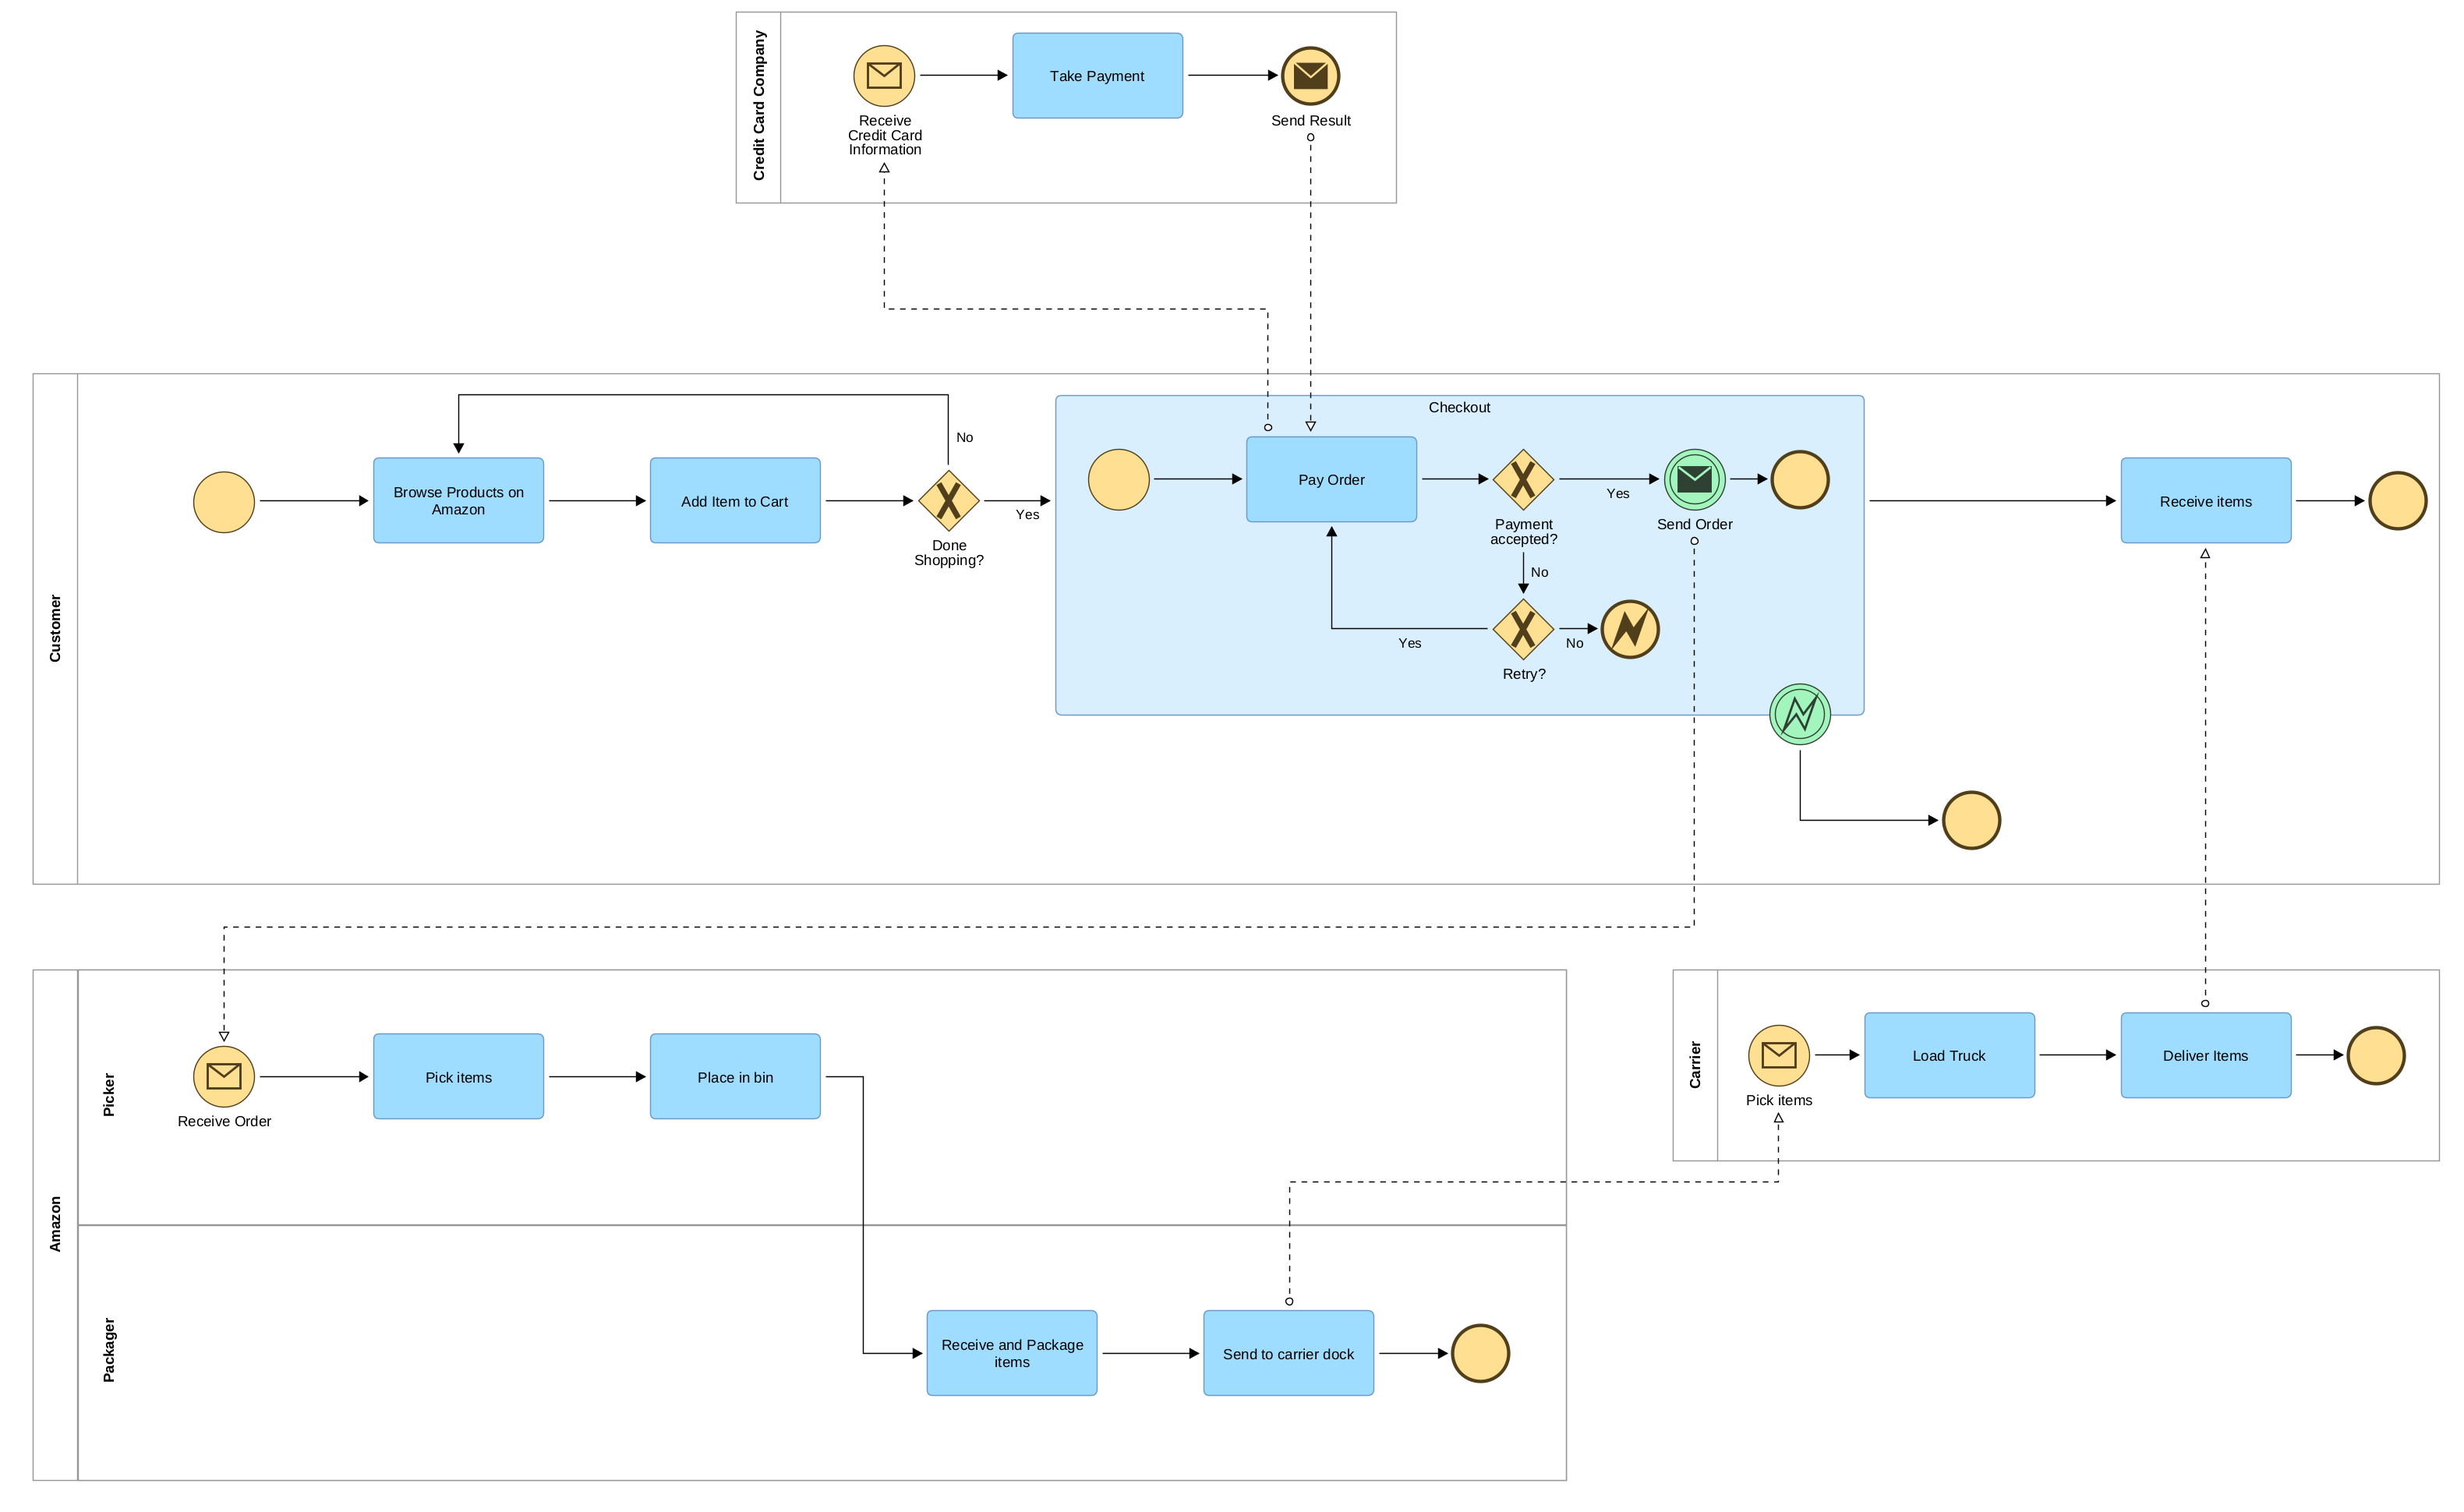 Credit Card Company
Take Payment
Receive
Credit Card
Information
Send Result
Customer
Checkout
No
Browse Products on
Amazon
Add Item to Cart
Done
Shopping?
Yes
Pay Order
Payment
accepted?
Yes
Send Order
No
Yes
Retry?
No
Receive items
Amazon
Picker
Receive Order
Pick items
Place in bin
Carrier
Pick items
Load Truck
Deliver Items
Packager
Receive and Package
items
Send to carrier dock